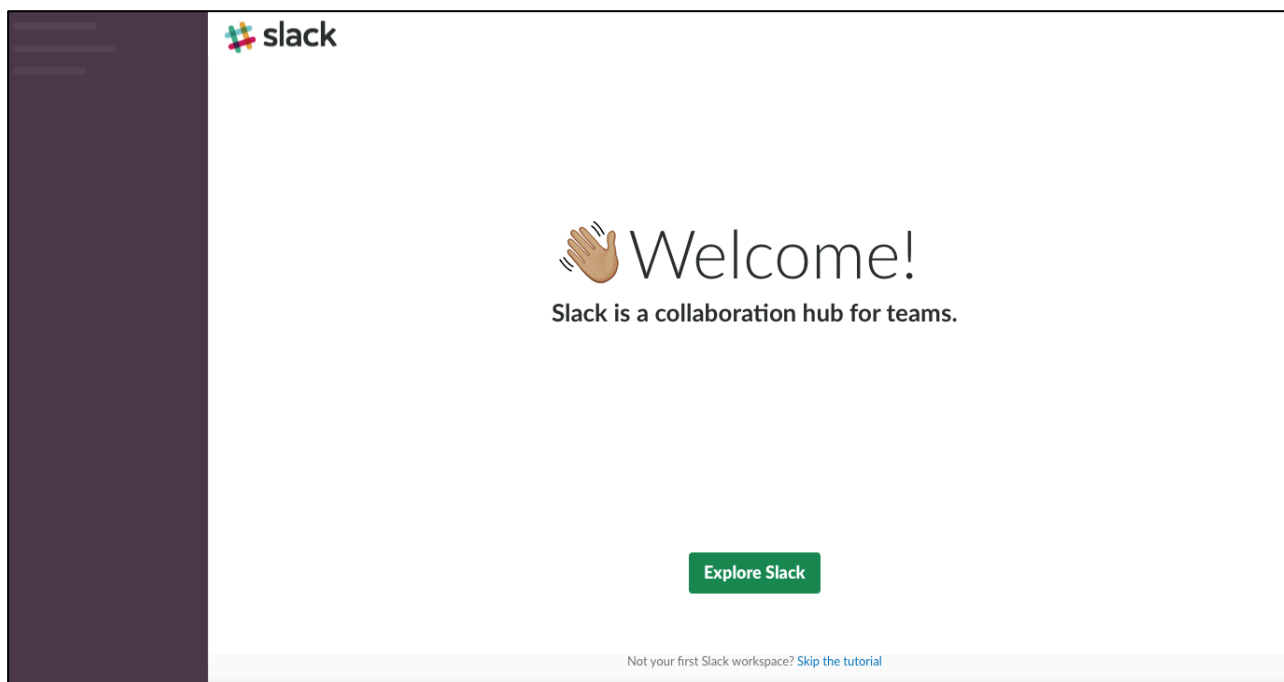 slack
Welcome!
Slack is a collaboration hub for teams.
Explore Slack
Not your first Slack workspace? Skip the tutorial